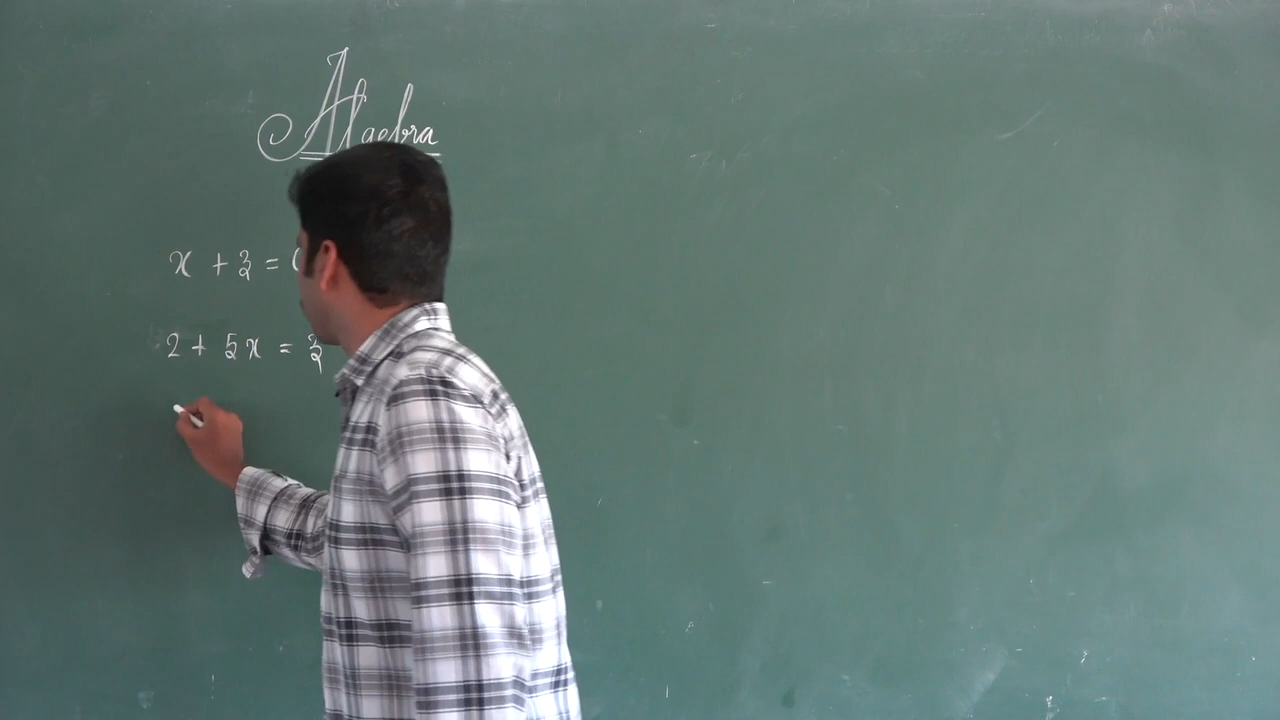 Algebra
x + 3 =
2 + 5x = 3